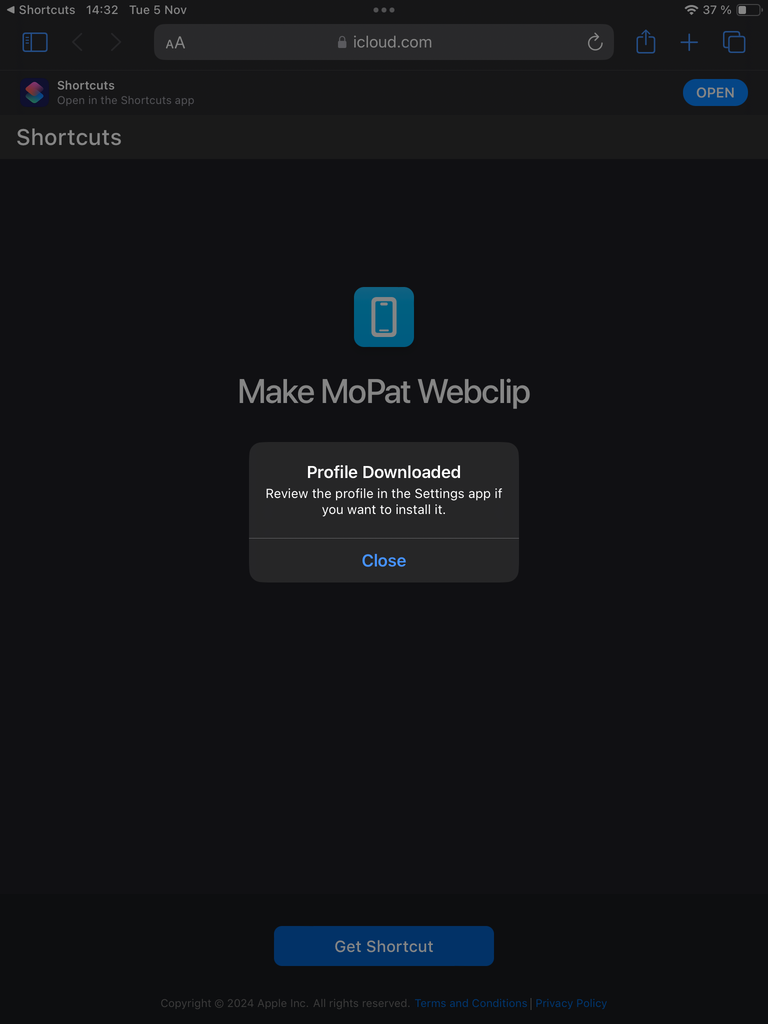 ◀ Shortcuts 14:32 Tue 5 Nov 37 %
AA icloud.com
Shortcuts
Open in the Shortcuts app
OPEN
Shortcuts
Make MoPat Webclip
Profile Downloaded
Review the profile in the Settings app if
you want to install it.
Close
Get Shortcut
Copyright © 2024 Apple Inc. All rights reserved. Terms and Conditions | Privacy Policy